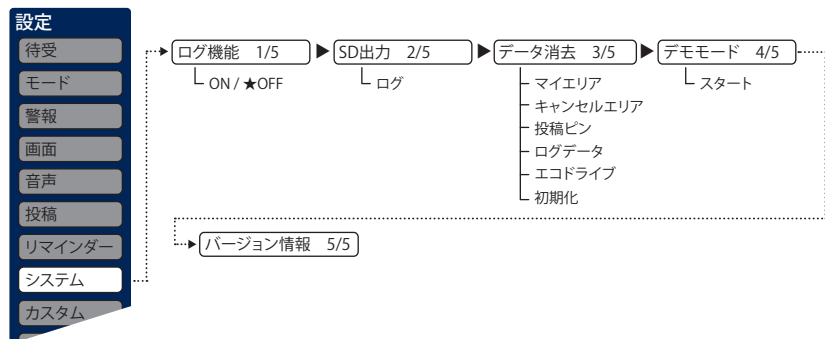 設定
待受
モード
警報
画面
音声
投稿
リマインダー
システム
カスタム
ログ機能 1/5
ON / ★OFF
SD出力 2/5
ログ
データ消去 3/5
マイエリア
キャンセルエリア
投稿ピン
ログデータ
エコドライブ
初期化
デモモード 4/5
スタート
バージョン情報 5/5